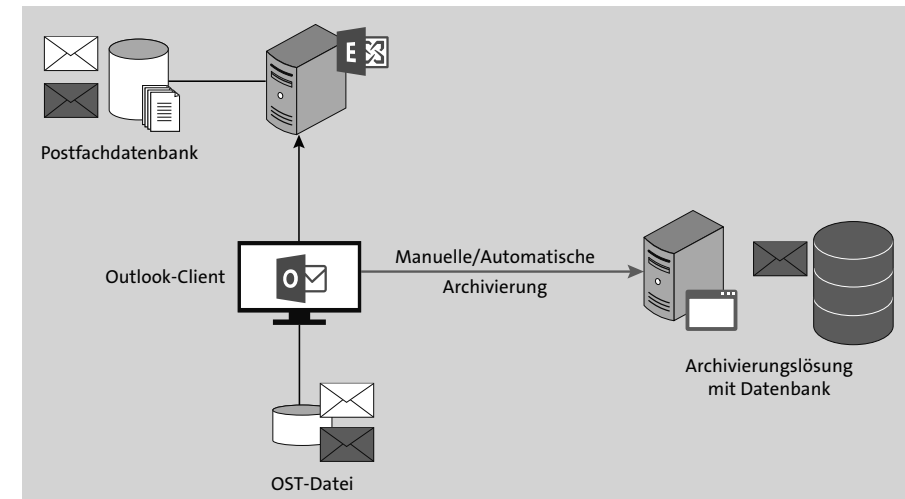 E
Postfachdatenbank
Outlook-Client
O
Manuelle/Automatische
Archivierung
Archivierungslösung
mit Datenbank
OST-Datei